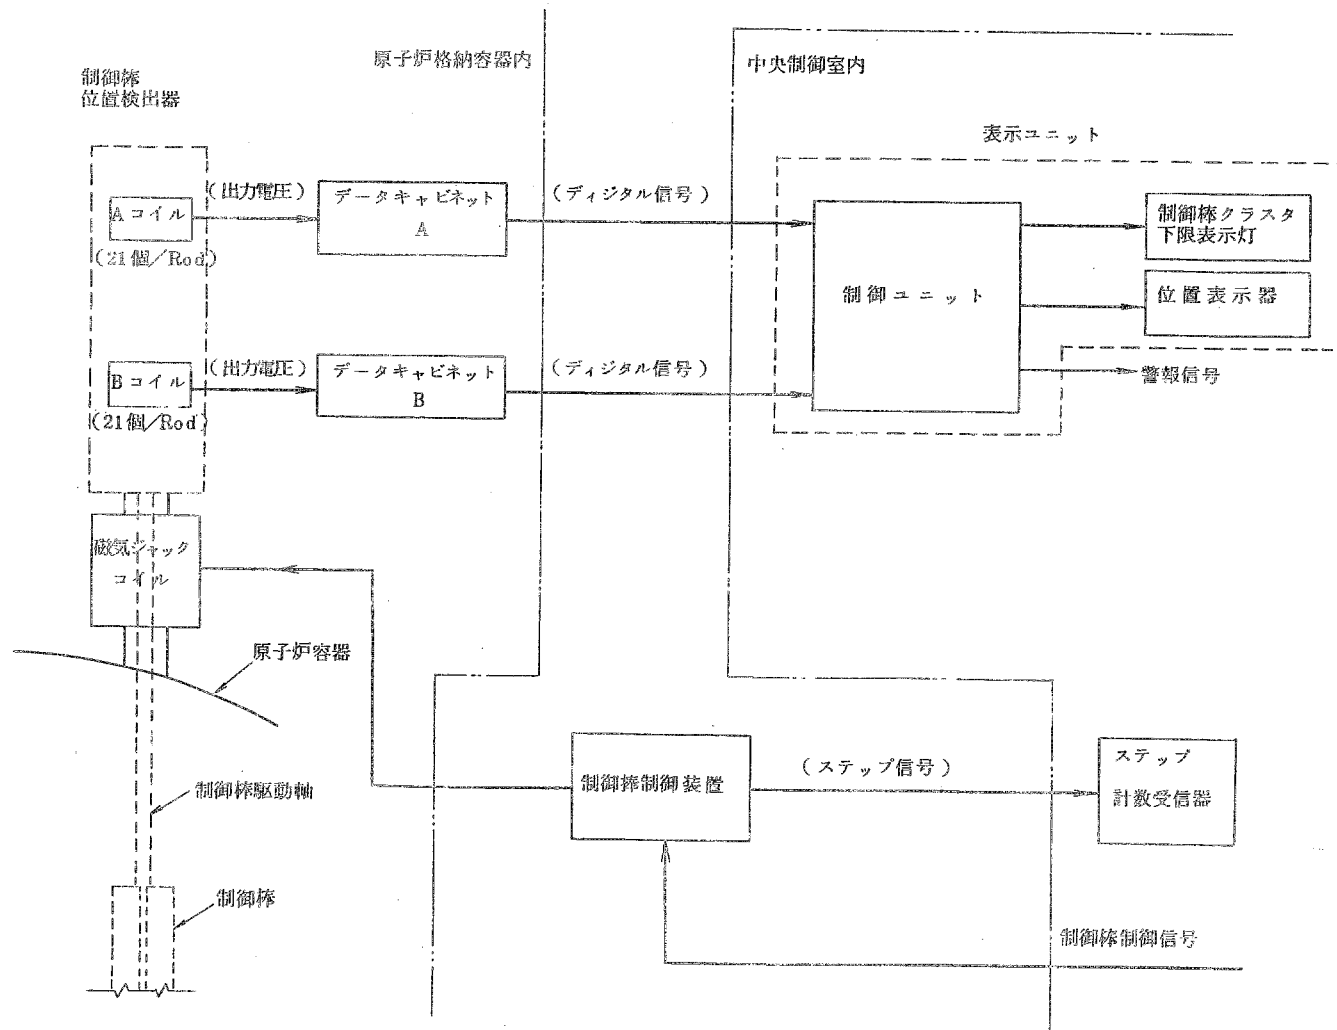 原子炉格納容器内
中央制御室内
制御棒
位置検出器
表示ユニット
Aコイル
(21個/Rod)
(出力電圧)
データキャビネット
A
(ディジタル信号)
制御ユニット
制御棒クラスタ
下限表示灯
位置表示器
警報信号
Bコイル
(21個/Rod)
(出力電圧)
データキャビネット
B
(ディジタル信号)
磁気ジャック
コイル
原子炉容器
制御棒駆動軸
制御棒
制御棒制御装置
(ステップ信号)
ステップ
計数受信器
制御棒制御信号